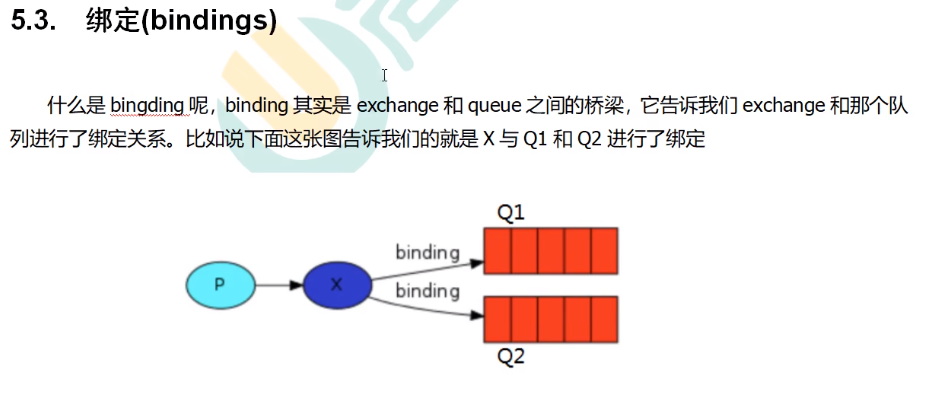 5.3. 绑定(bindings)
什么是 bingding 呢，binding 其实是 exchange 和 queue 之间的桥梁，它告诉我们 exchange 和那个队
列进行了绑定关系。比如说下面这张图告诉我们的就是 X 与 Q1 和 Q2 进行了绑定
Q1
binding
P
X
binding
Q2